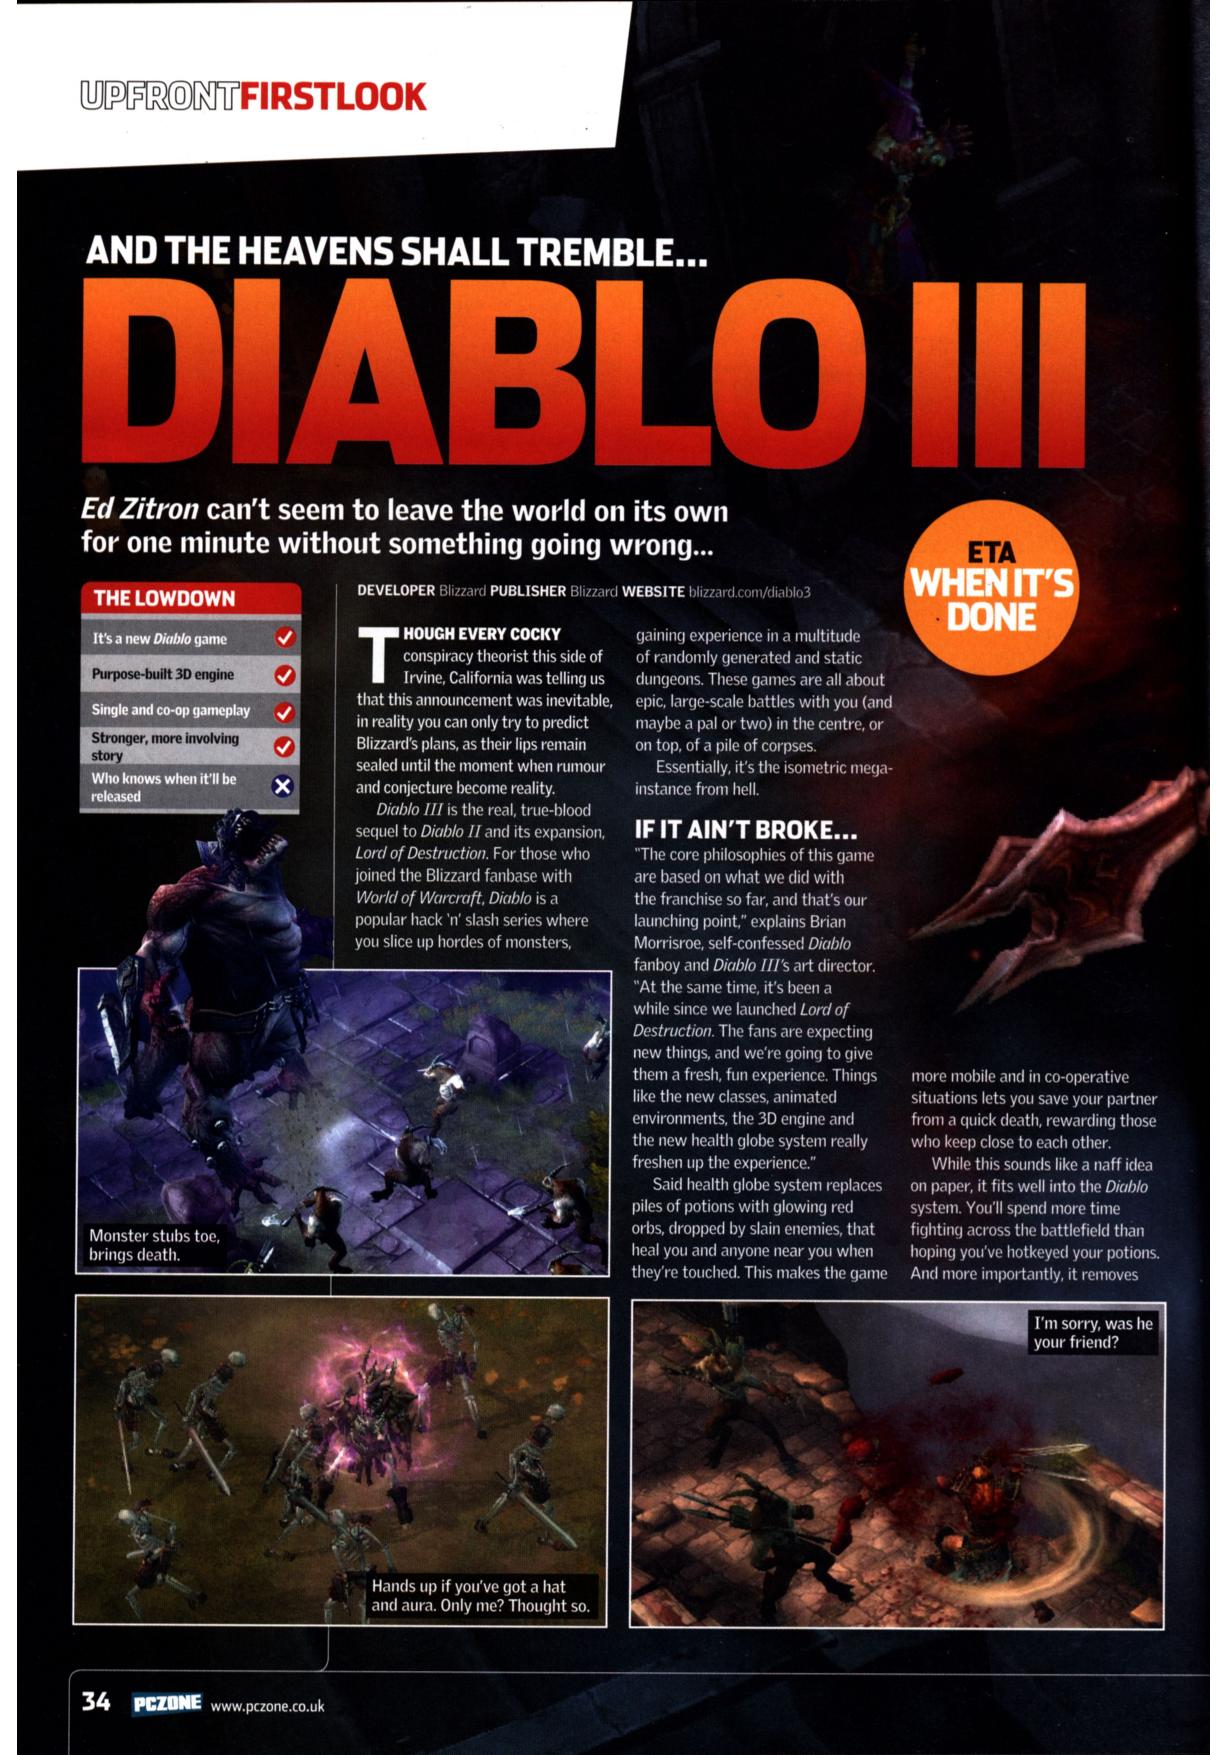 UPFRONTFIRSTLOOK
AND THE HEAVENS SHALL TREMBLE...
DIABLO III
Ed Zitron can't seem to leave the world on its own
for one minute without something going wrong...
ETA
WHEN IT'S
DONE
THE LOWDOWN
It's a new Diablo game
Purpose-built 3D engine
Single and co-op gameplay
Stronger, more involving
story
Who knows when it'll be
released
DEVELOPER Blizzard PUBLISHER Blizzard WEBSITE blizzard.com/diablo3
THOUGH EVERY COCKY
conspiracy theorist this side of
Irvine, California was telling us
that this announcement was inevitable,
in reality you can only try to predict
Blizzard's plans, as their lips remain
sealed until the moment when rumour
and conjecture become reality.
Diablo III is the real, true-blood
sequel to Diablo II and its expansion,
Lord of Destruction. For those who
joined the Blizzard fanbase with
World of Warcraft, Diablo is a
popular hack 'n' slash series where
you slice up hordes of monsters,
gaining experience in a multitude
of randomly generated and static
dungeons. These games are all about
epic, large-scale battles with you (and
maybe a pal or two) in the centre, or
on top, of a pile of corpses.
Essentially, it's the isometric mega-
instance from hell.
IF IT AIN'T BROKE...
"The core philosophies of this game
are based on what we did with
the franchise so far, and that's our
launching point," explains Brian
Morrisroe, self-confessed Diablo
fanboy and Diablo III's art director.
"At the same time, it's been a
while since we launched Lord of
Destruction. The fans are expecting
new things, and we're going to give
them a fresh, fun experience. Things
like the new classes, animated
environments, the 3D engine and
the new health globe system really
freshen up the experience."
Said health globe system replaces
piles of potions with glowing red
orbs, dropped by slain enemies, that
heal you and anyone near you when
they're touched. This makes the game
more mobile and in co-operative
situations lets you save your partner
from a quick death, rewarding those
who keep close to each other.
While this sounds like a naff idea
on paper, it fits well into the Diablo
system. You'll spend more time
fighting across the battlefield than
hoping you've hotkeyed your potions.
And more importantly, it removes
Monster stubs toe,
brings death.
Hands up if you've got a hat
and aura. Only me? Thought so.
I'm sorry, was he
your friend?
34 PCZONE www.pczone.co.uk